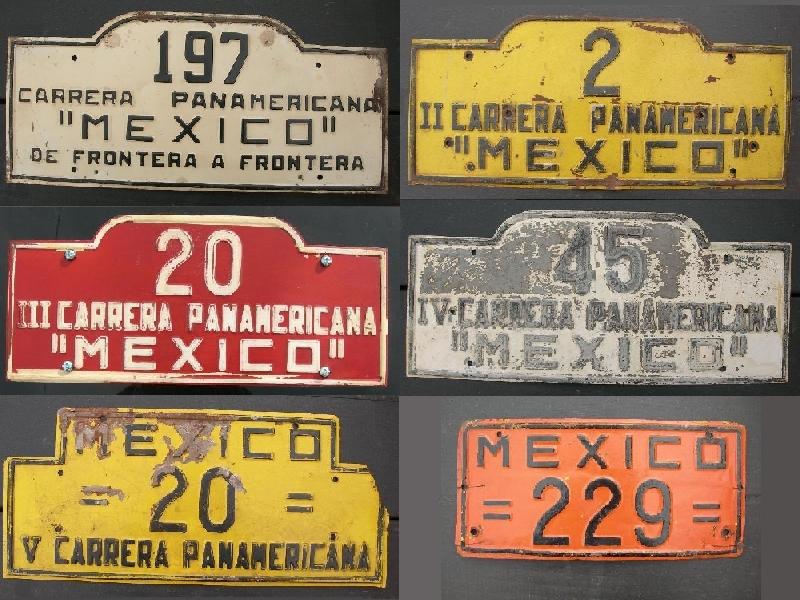 197
CARRERA PANAMERICANA
"MEXICO"
DE FRONTERA A FRONTERA
2
II CARRERA PANAMERICANA
"MEXICO"
20
III CARRERA PANAMERICANA
"MEXICO"
45
IV CARRERA PANAMERICANA
"MEXICO"
MEXICO
= 20 =
V CARRERA PANAMERICANA
MEXICO
= 229 =